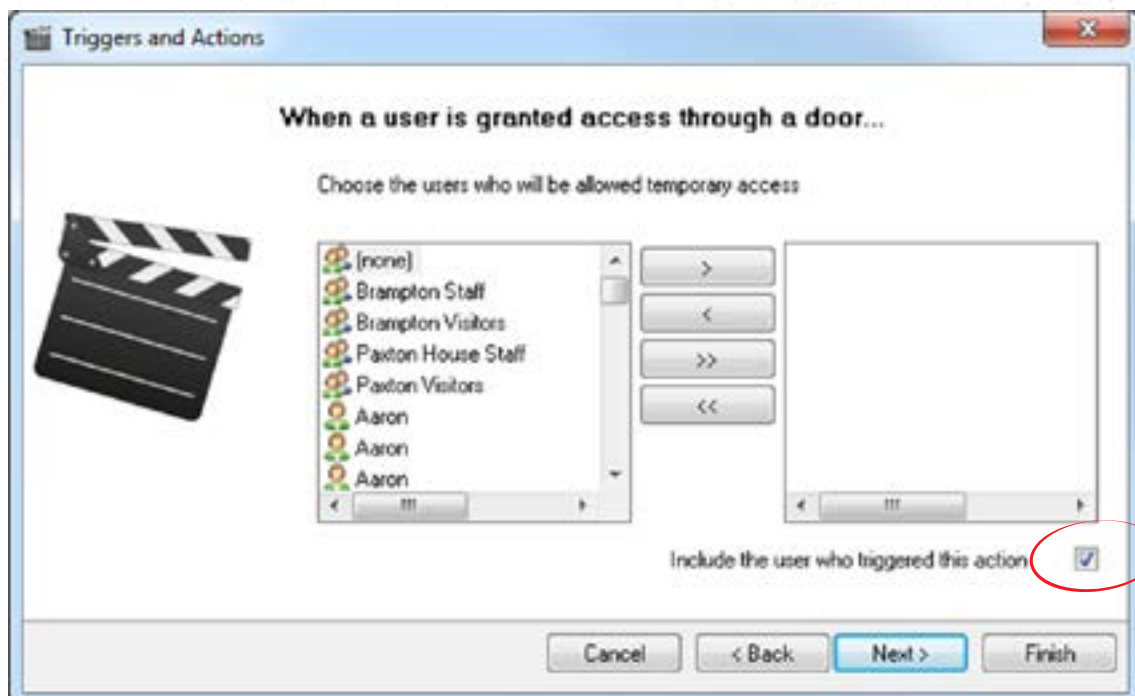 Triggers and Actions
When a user is granted access through a door...
Choose the users who will be allowed temporary access
(none)
Brampton Staff
Brampton Visitors
Paxton House Staff
Paxton Visitors
Aaron
Aaron
Aaron
>
<
>>
<<
Include the user who triggered this action
Cancel
< Back
Next >
Finish